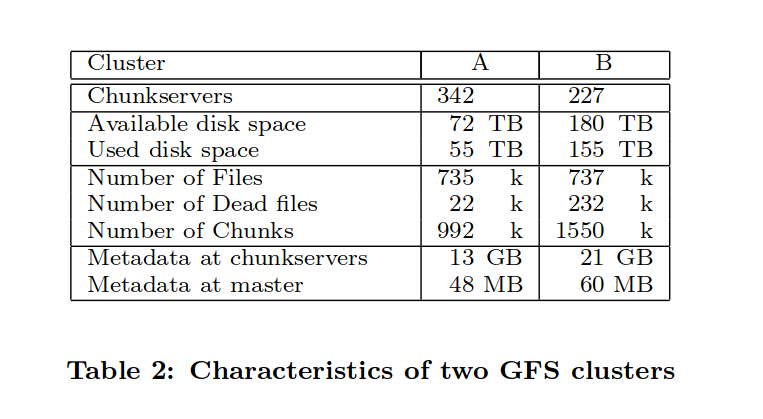 Cluster A B
Chunkservers 342 227
Available disk space 72 TB 180 TB
Used disk space 55 TB 155 TB
Number of Files 735 k 737 k
Number of Dead files 22 k 232 k
Number of Chunks 992 k 1550 k
Metadata at chunkservers 13 GB 21 GB
Metadata at master 48 MB 60 MB
Table 2: Characteristics of two GFS clusters